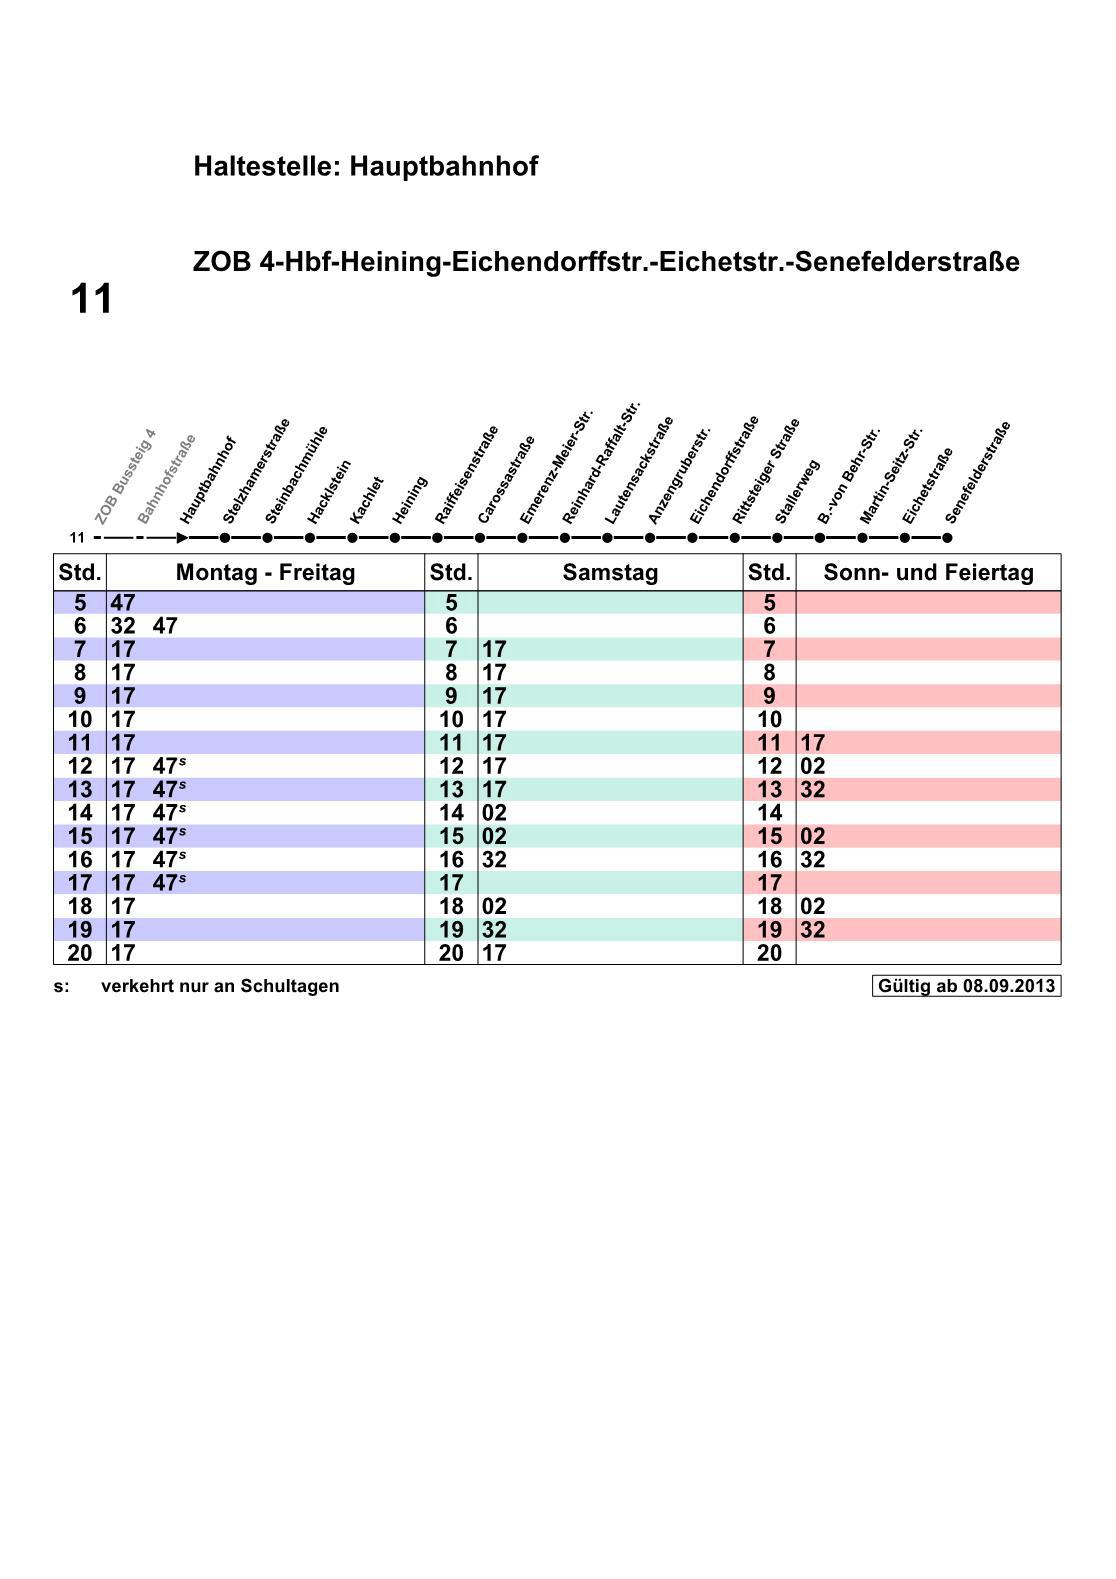 Haltestelle: Hauptbahnhof
ZOB 4-Hbf-Heining-Eichendorffstr.-Eichetstr.-Senefelderstraße
11
ZOB Bussteig 4
Bahnhofstraße
Hauptbahnhof
Stelzhamerstraße
Steinbachmühle
Hacklstein
Kachlet
Heining
Raiffeisenstraße
Carossastraße
Emerenz-Meier-Str.
Reinhard-Raffalt-Str.
Lautensackstraße
Anzengruberstr.
Eichendorffstraße
Rittsteiger Straße
Stallerweg
B.-von Behr-Str.
Martin-Seitz-Str.
Eichetstraße
Senefelderstraße
11
Std. Montag - Freitag Std. Samstag Std. Sonn- und Feiertag
5 47 5 5
6 32 47 6 6
7 17 7 17 7
8 17 8 17 8
9 17 9 17 9
10 17 10 17 10
11 17 11 17 11 17
12 17 47s 12 17 12 02
13 17 47s 13 17 13 32
14 17 47s 14 02 14
15 17 47s 15 02 15 02
16 17 47s 16 32 16 32
17 17 47s 17 17
18 17 18 02 18 02
19 17 19 32 19 32
20 17 20 17 20
s: verkehrt nur an Schultagen
Gültig ab 08.09.2013